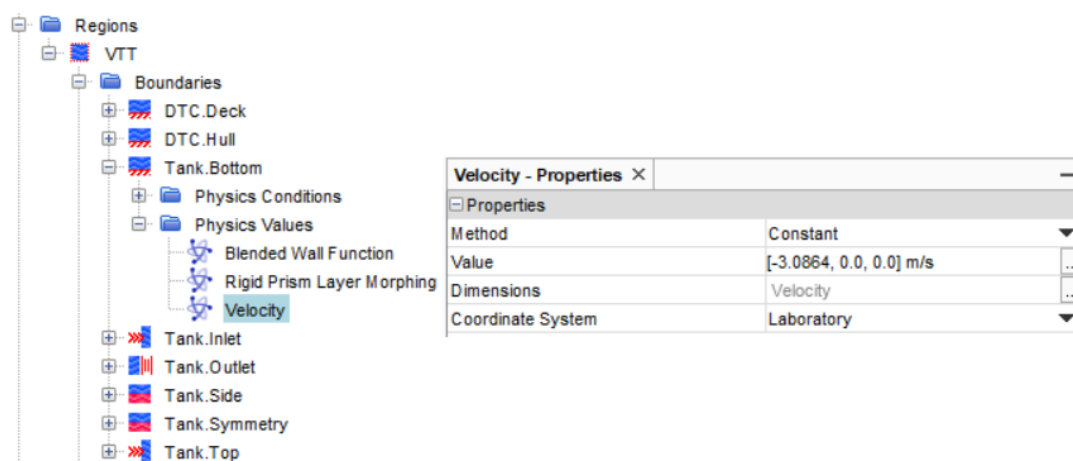 Regions
VTT
Boundaries
DTC.Deck
DTC.Hull
Tank.Bottom
Physics Conditions
Physics Values
Blended Wall Function
Rigid Prism Layer Morphing
Velocity
Tank.Inlet
Tank.Outlet
Tank.Side
Tank.Symmetry
Tank.Top
Velocity - Properties ×
Properties
Method Constant
Value [-3.0864, 0.0, 0.0] m/s ...
Dimensions Velocity ...
Coordinate System Laboratory